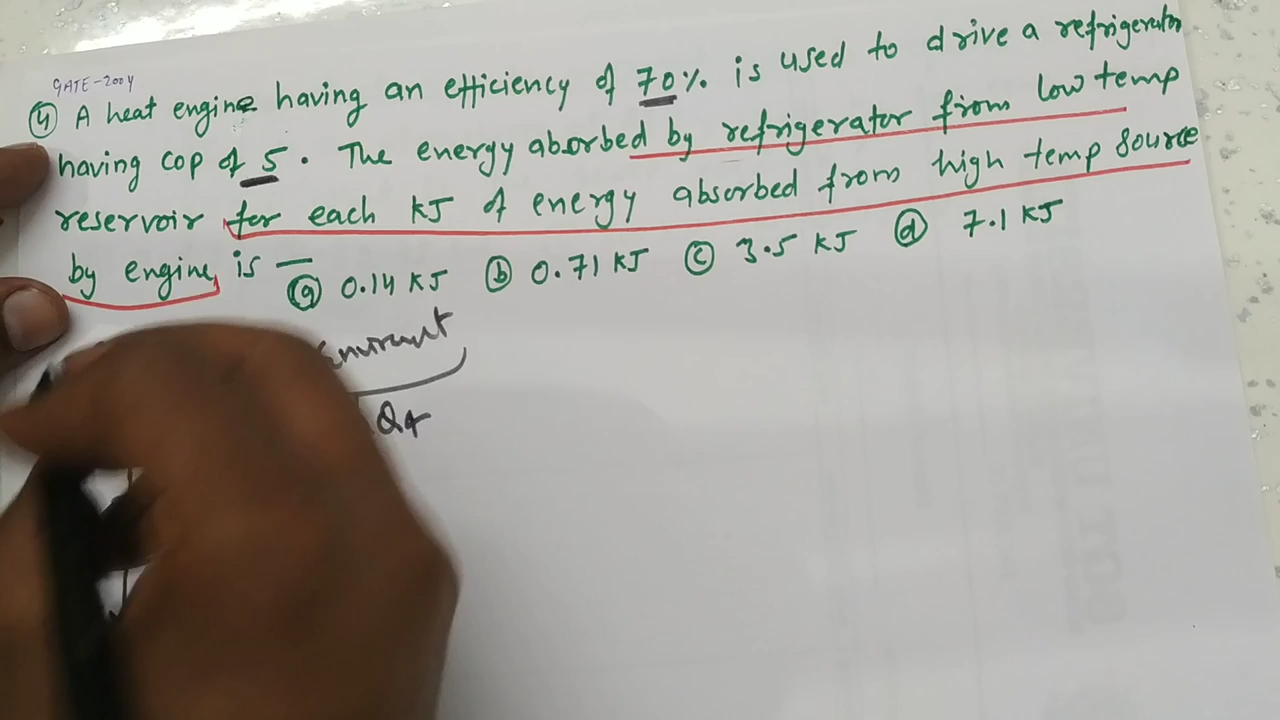 GATE-2004
④ A heat engine having an efficiency of 70% is used to drive a refrigerator
having cop of 5. The energy absorbed by refrigerator from low temp
reservoir for each KJ of energy absorbed from high temp source
by engine is —
ⓐ 0.14 KJ ⓑ 0.71 KJ ⓒ 3.5 KJ ⓓ 7.1 KJ